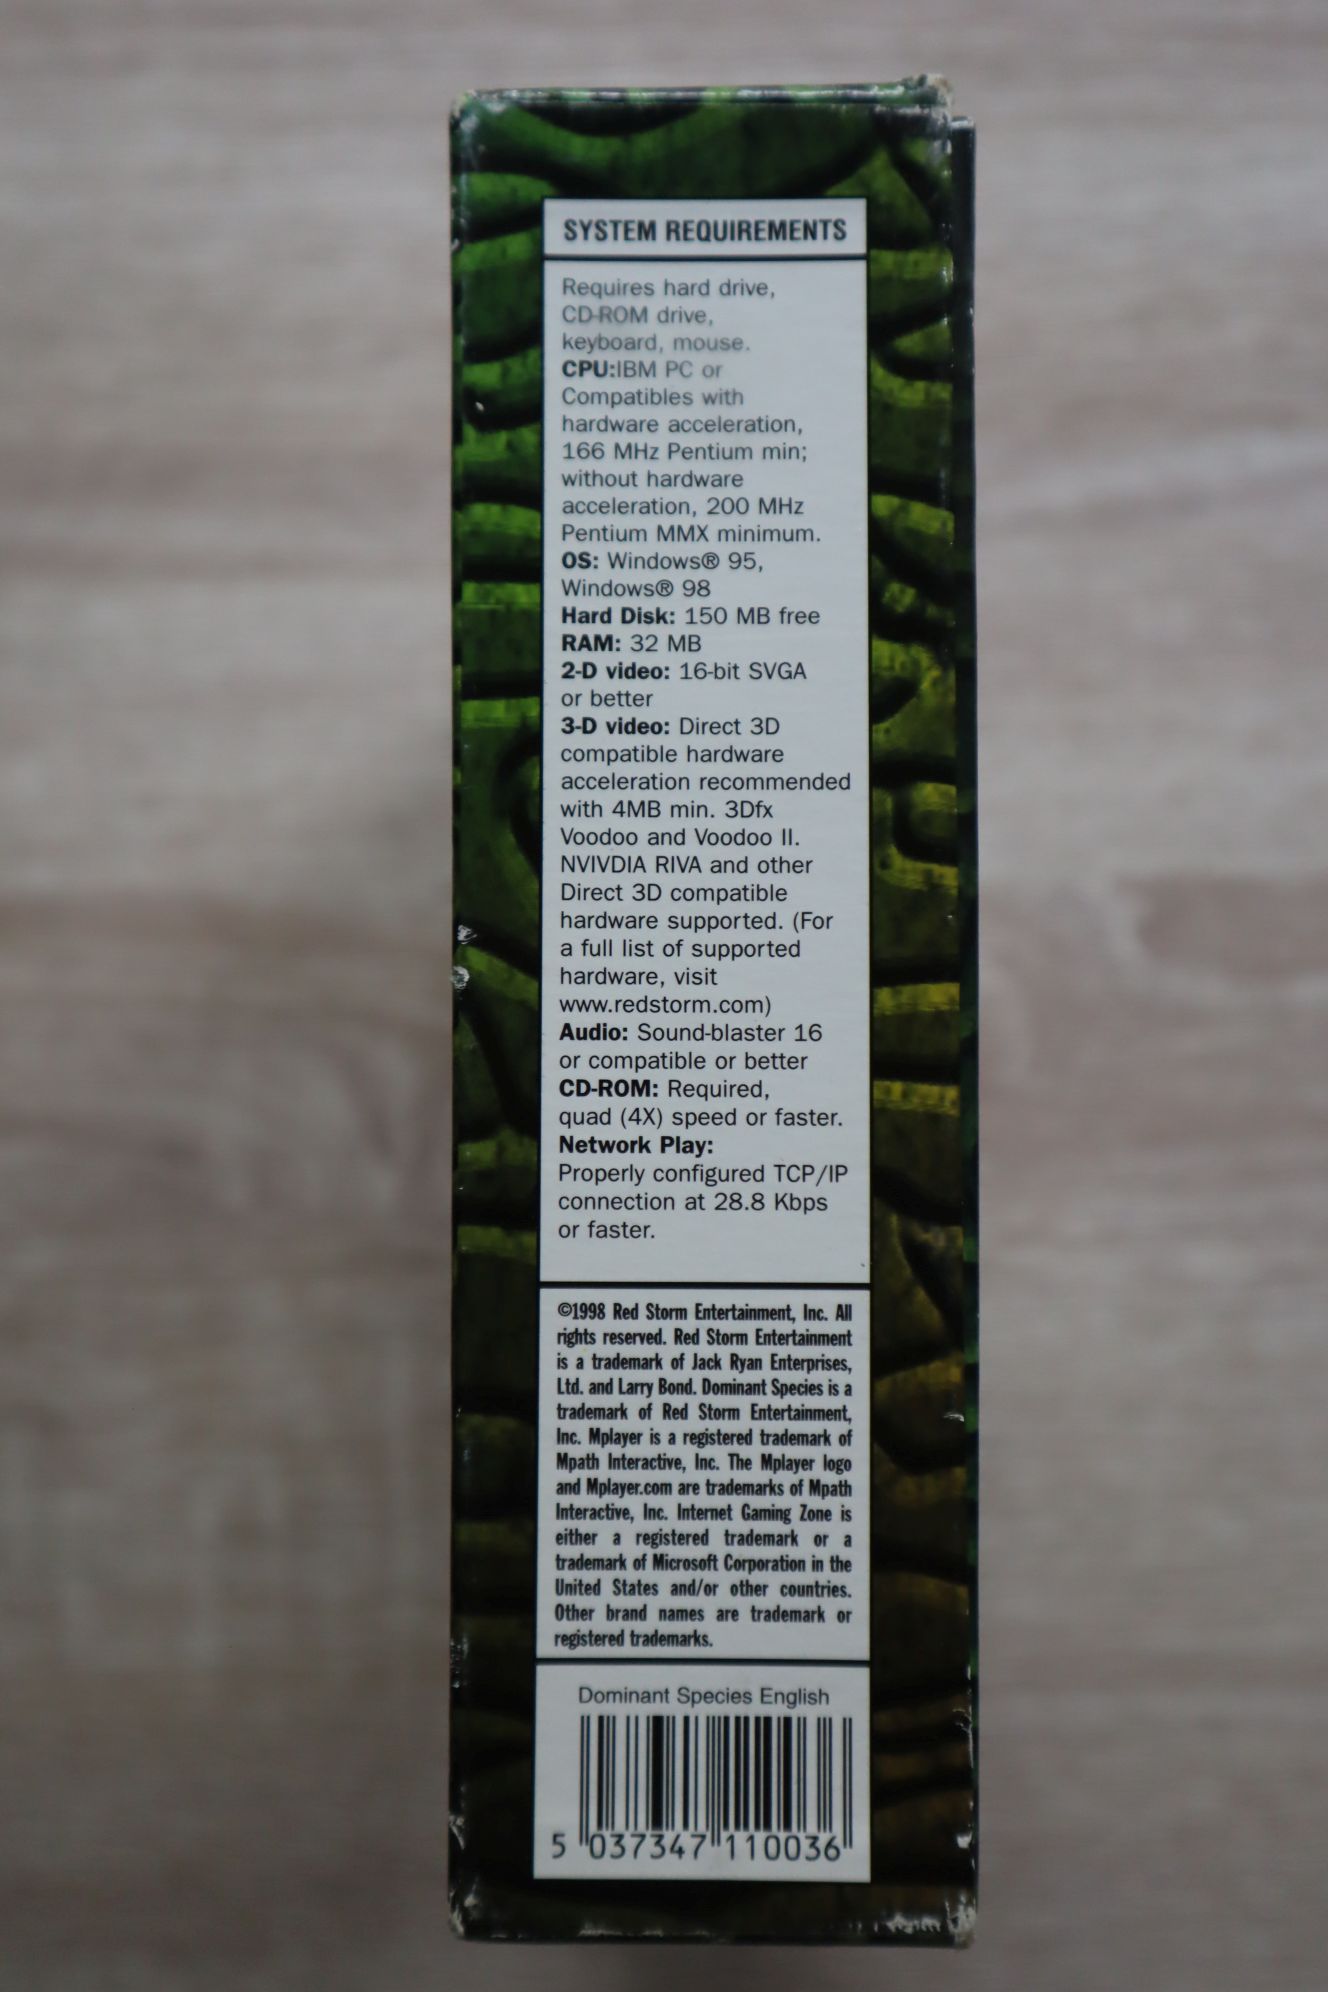 SYSTEM REQUIREMENTS
Requires hard drive,
CD-ROM drive,
keyboard, mouse.
CPU:IBM PC or
Compatibles with
hardware acceleration,
166 MHz Pentium min;
without hardware
acceleration, 200 MHz
Pentium MMX minimum.
OS: Windows® 95,
Windows® 98
Hard Disk: 150 MB free
RAM: 32 MB
2-D video: 16-bit SVGA
or better
3-D video: Direct 3D
compatible hardware
acceleration recommended
with 4MB min. 3Dfx
Voodoo and Voodoo II.
NVIVDIA RIVA and other
Direct 3D compatible
hardware supported. (For
a full list of supported
hardware, visit
www.redstorm.com)
Audio: Sound-blaster 16
or compatible or better
CD-ROM: Required,
quad (4X) speed or faster.
Network Play:
Properly configured TCP/IP
connection at 28.8 Kbps
or faster.
©1998 Red Storm Entertainment, Inc. All
rights reserved. Red Storm Entertainment
is a trademark of Jack Ryan Enterprises,
Ltd. and Larry Bond. Dominant Species is a
trademark of Red Storm Entertainment,
Inc. Mplayer is a registered trademark of
Mpath Interactive, Inc. The Mplayer logo
and Mplayer.com are trademarks of Mpath
Interactive, Inc. Internet Gaming Zone is
either a registered trademark or a
trademark of Microsoft Corporation in the
United States and/or other countries.
Other brand names are trademark or
registered trademarks.
Dominant Species English
5 037347 110036